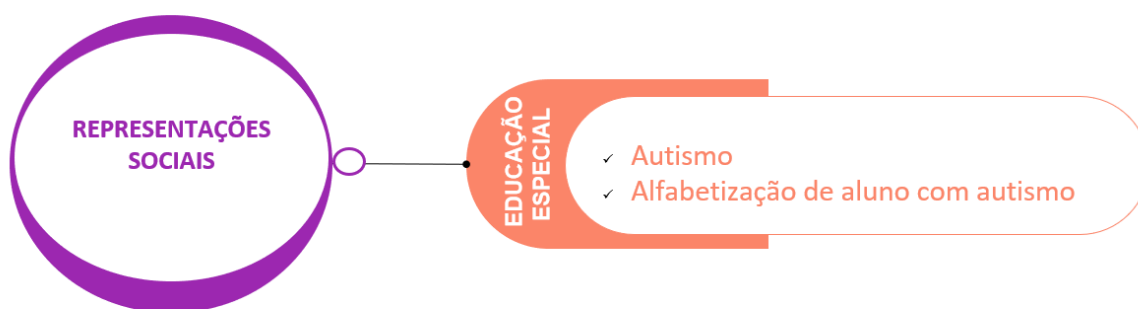 REPRESENTAÇÕES
SOCIAIS
EDUCAÇÃO
ESPECIAL
✓ Autismo
✓ Alfabetização de aluno com autismo